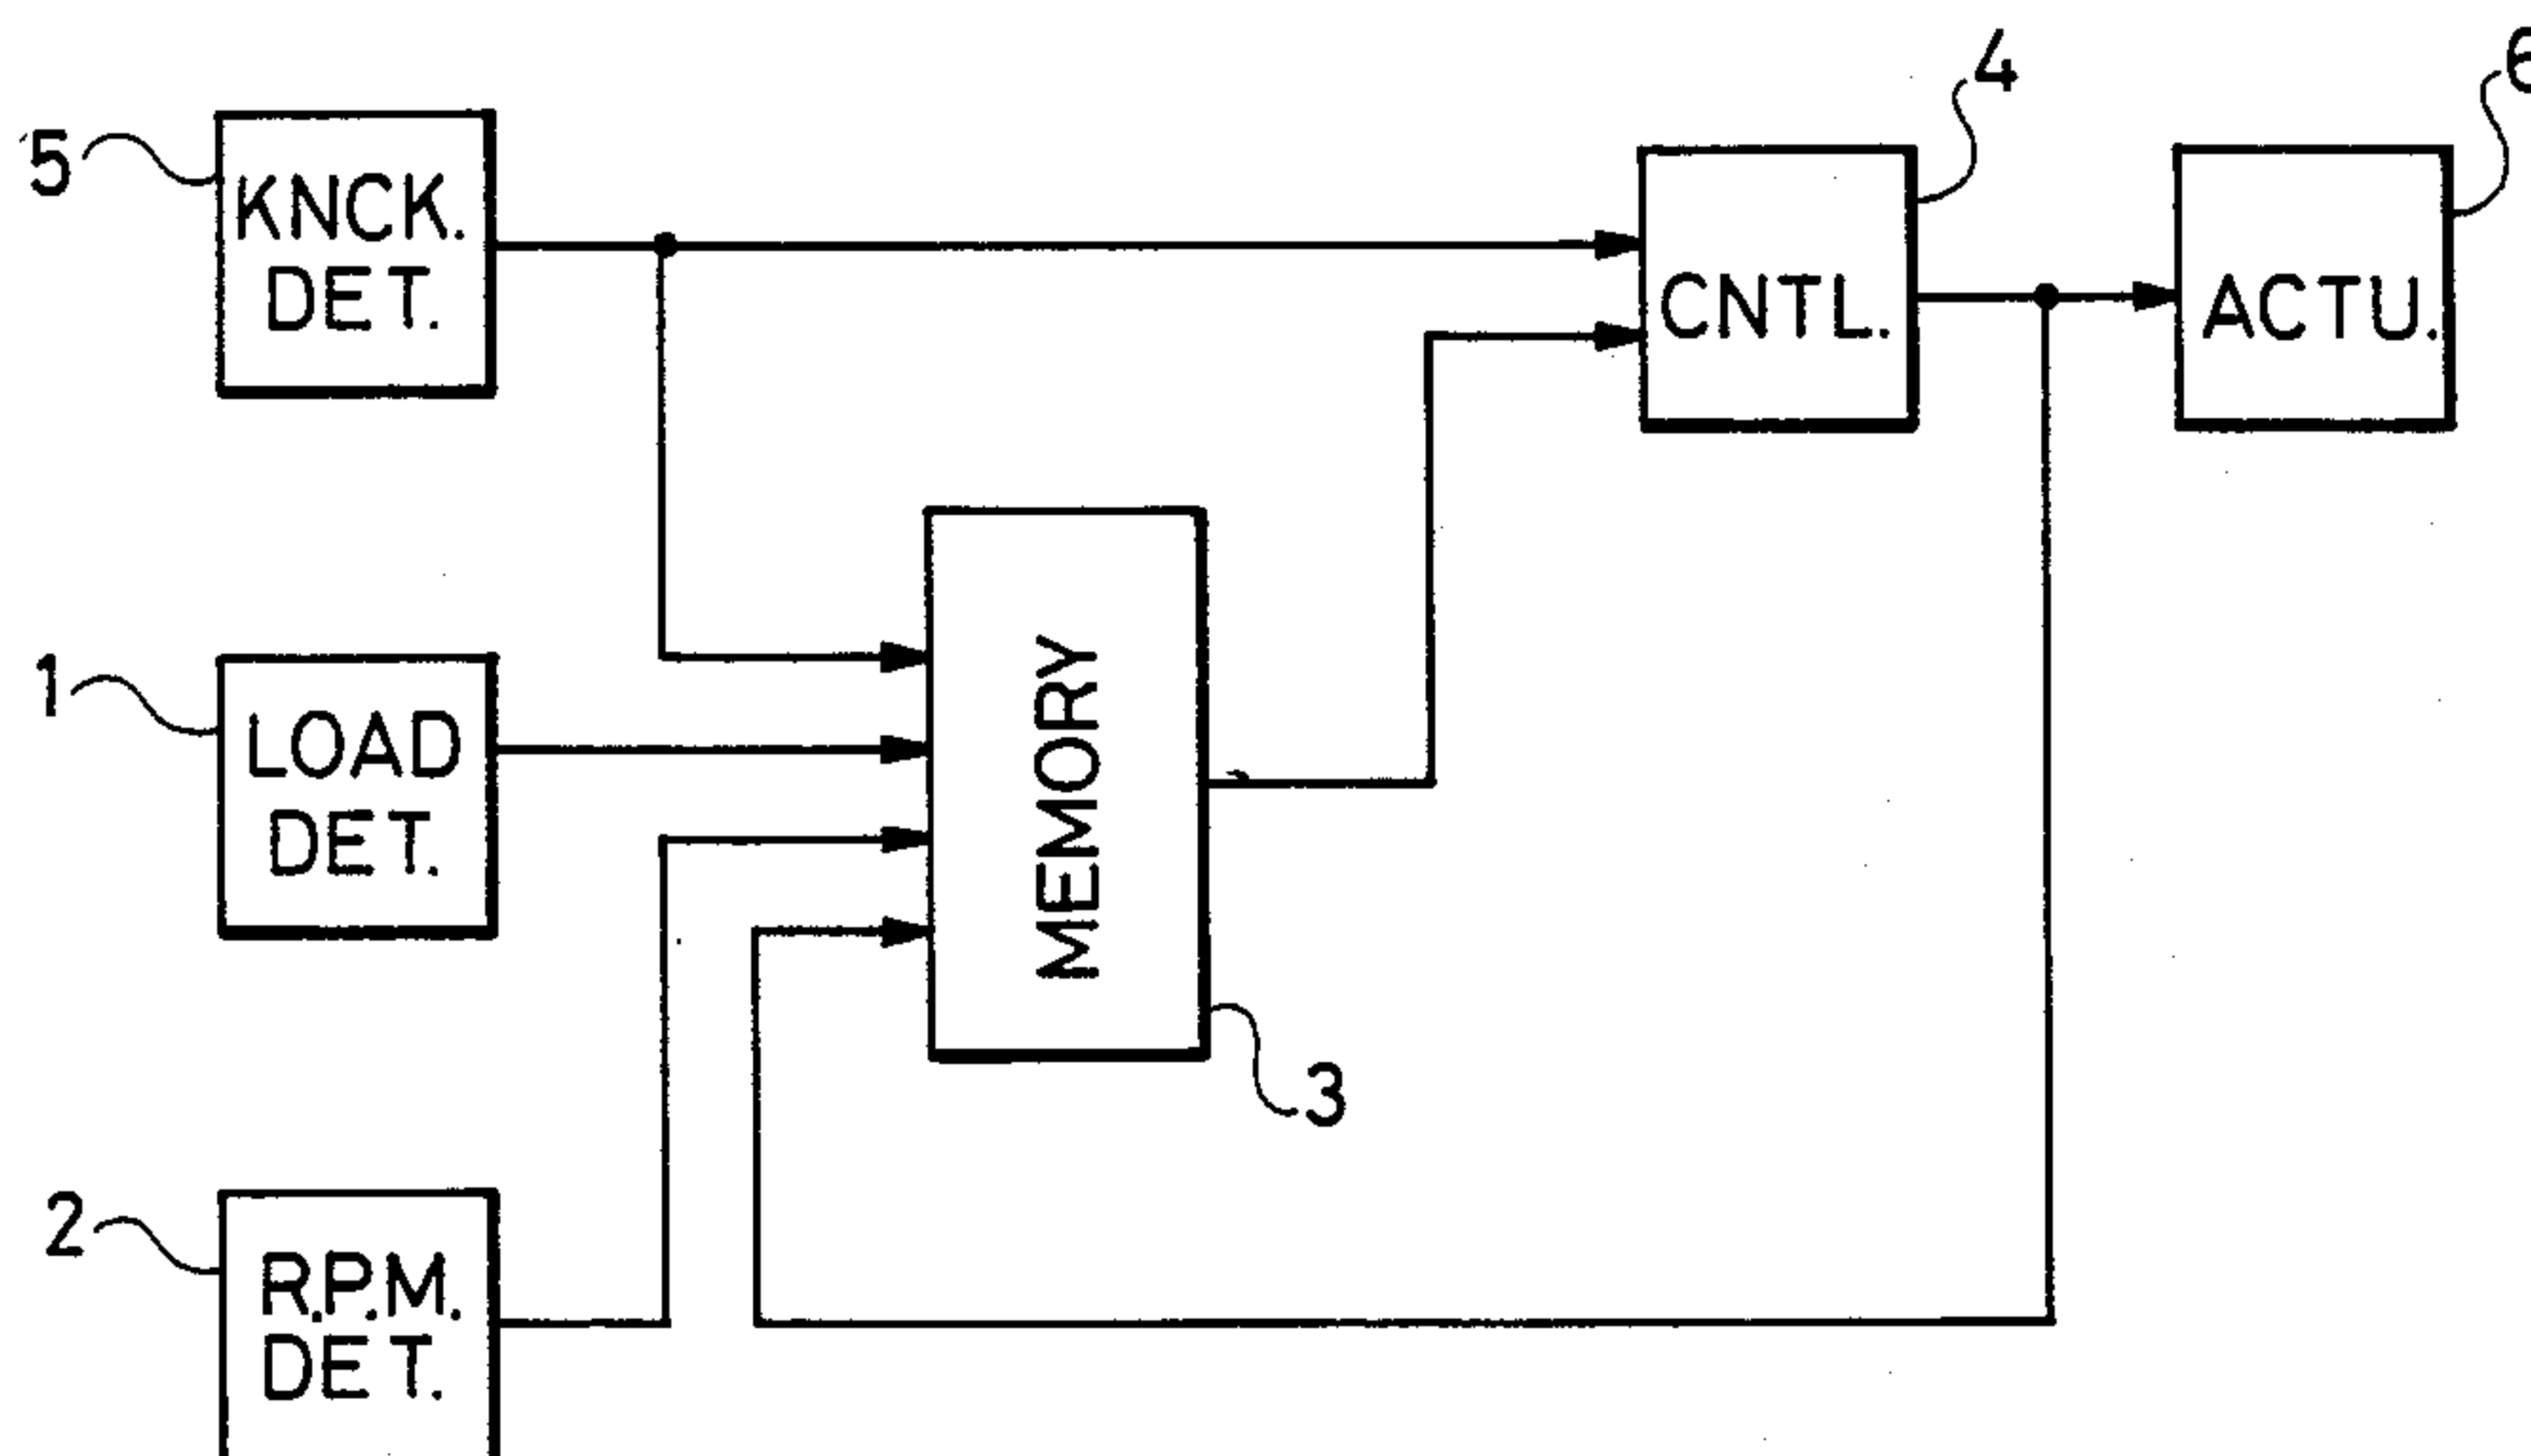 4
6
5
KNCK.
DET.
CNTL.
ACTU.
1
LOAD
DET.
MEMORY
3
2
R.P.M.
DET.